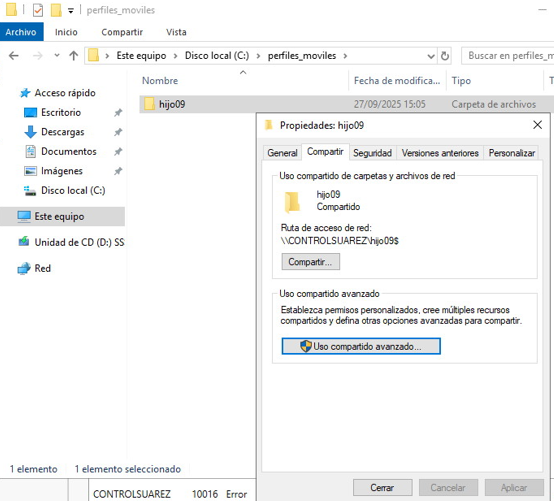 perfiles_moviles
Archivo Inicio Compartir Vista
Este equipo > Disco local (C:) > perfiles_moviles >
Buscar en perfiles_m
Acceso rápido
Escritorio
Descargas
Documentos
Imágenes
Disco local (C:)
Este equipo
Unidad de CD (D:) SS
Red
Nombre Fecha de modifica... Tipo T
hijo09 27/09/2025 15:05 Carpeta de archivos
Propiedades: hijo09
General Compartir Seguridad Versiones anteriores Personalizar
Uso compartido de carpetas y archivos de red
hijo09
Compartido
Ruta de acceso de red:
\\CONTROLSUAREZ\hijo09$
Compartir...
Uso compartido avanzado
Establezca permisos personalizados, cree múltiples recursos
compartidos y defina otras opciones avanzadas para compartir.
Uso compartido avanzado...
Cerrar Cancelar Aplicar
1 elemento 1 elemento seleccionado
CONTROLSUAREZ 10016 Error